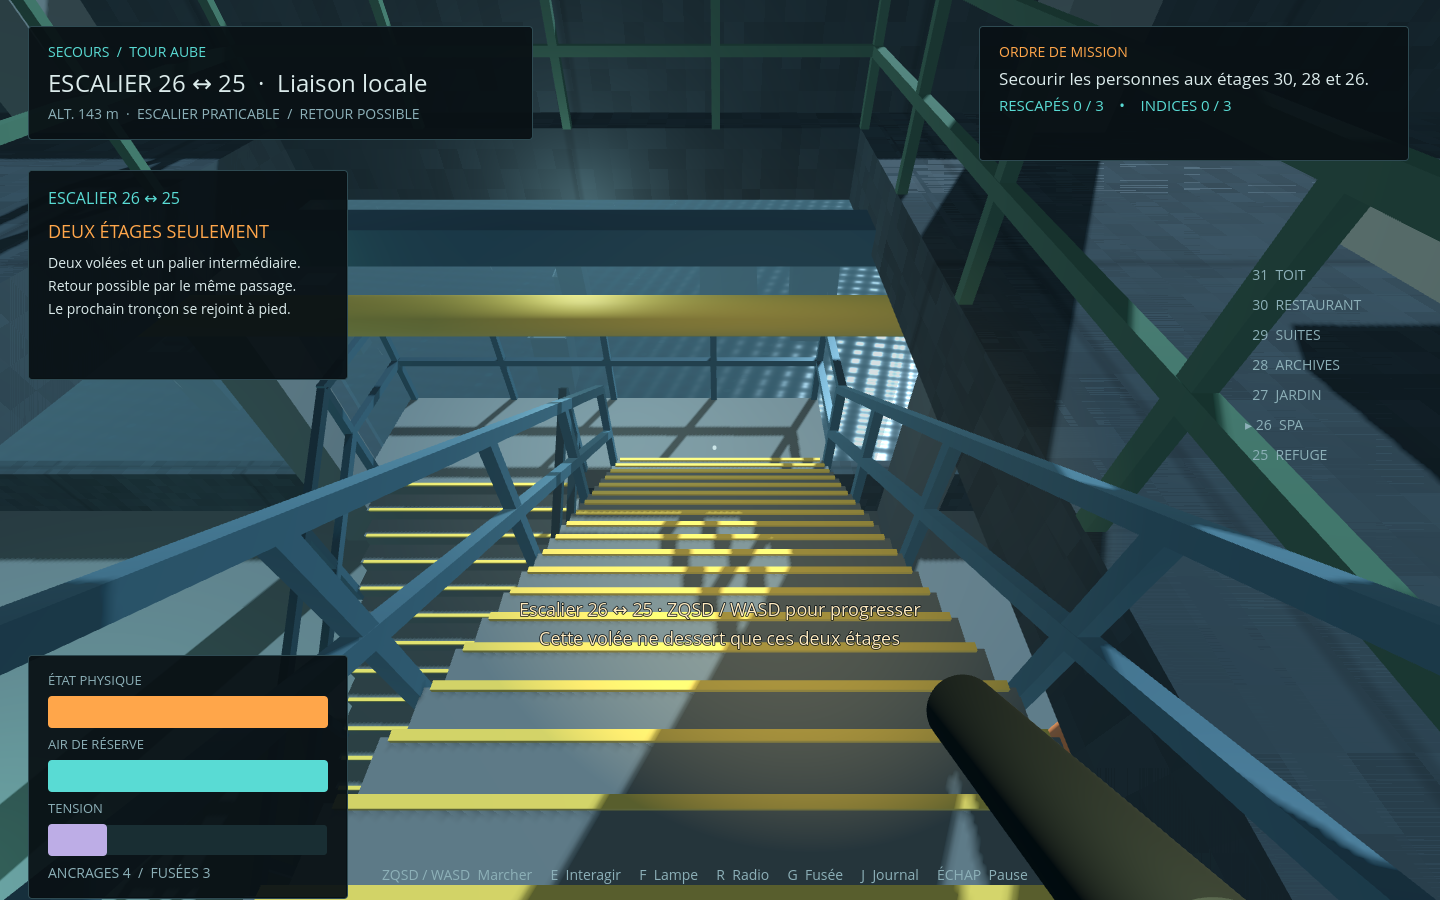 SECOURS / TOUR AUBE
ESCALIER 26 ↔ 25 · Liaison locale
ALT. 143 m · ESCALIER PRATICABLE / RETOUR POSSIBLE
ORDRE DE MISSION
Secourir les personnes aux étages 30, 28 et 26.
RESCAPÉS 0 / 3 • INDICES 0 / 3
ESCALIER 26 ↔ 25
DEUX ÉTAGES SEULEMENT
Deux volées et un palier intermédiaire.
Retour possible par le même passage.
Le prochain tronçon se rejoint à pied.
31 TOIT
30 RESTAURANT
29 SUITES
28 ARCHIVES
27 JARDIN
▸ 26 SPA
25 REFUGE
Escalier 26 ↔ 25 · ZQSD / WASD pour progresser
Cette volée ne dessert que ces deux étages
ÉTAT PHYSIQUE
AIR DE RÉSERVE
TENSION
ANCRAGES 4 / FUSÉES 3
ZQSD / WASD Marcher E Interagir F Lampe R Radio G Fusée J Journal ÉCHAP Pause